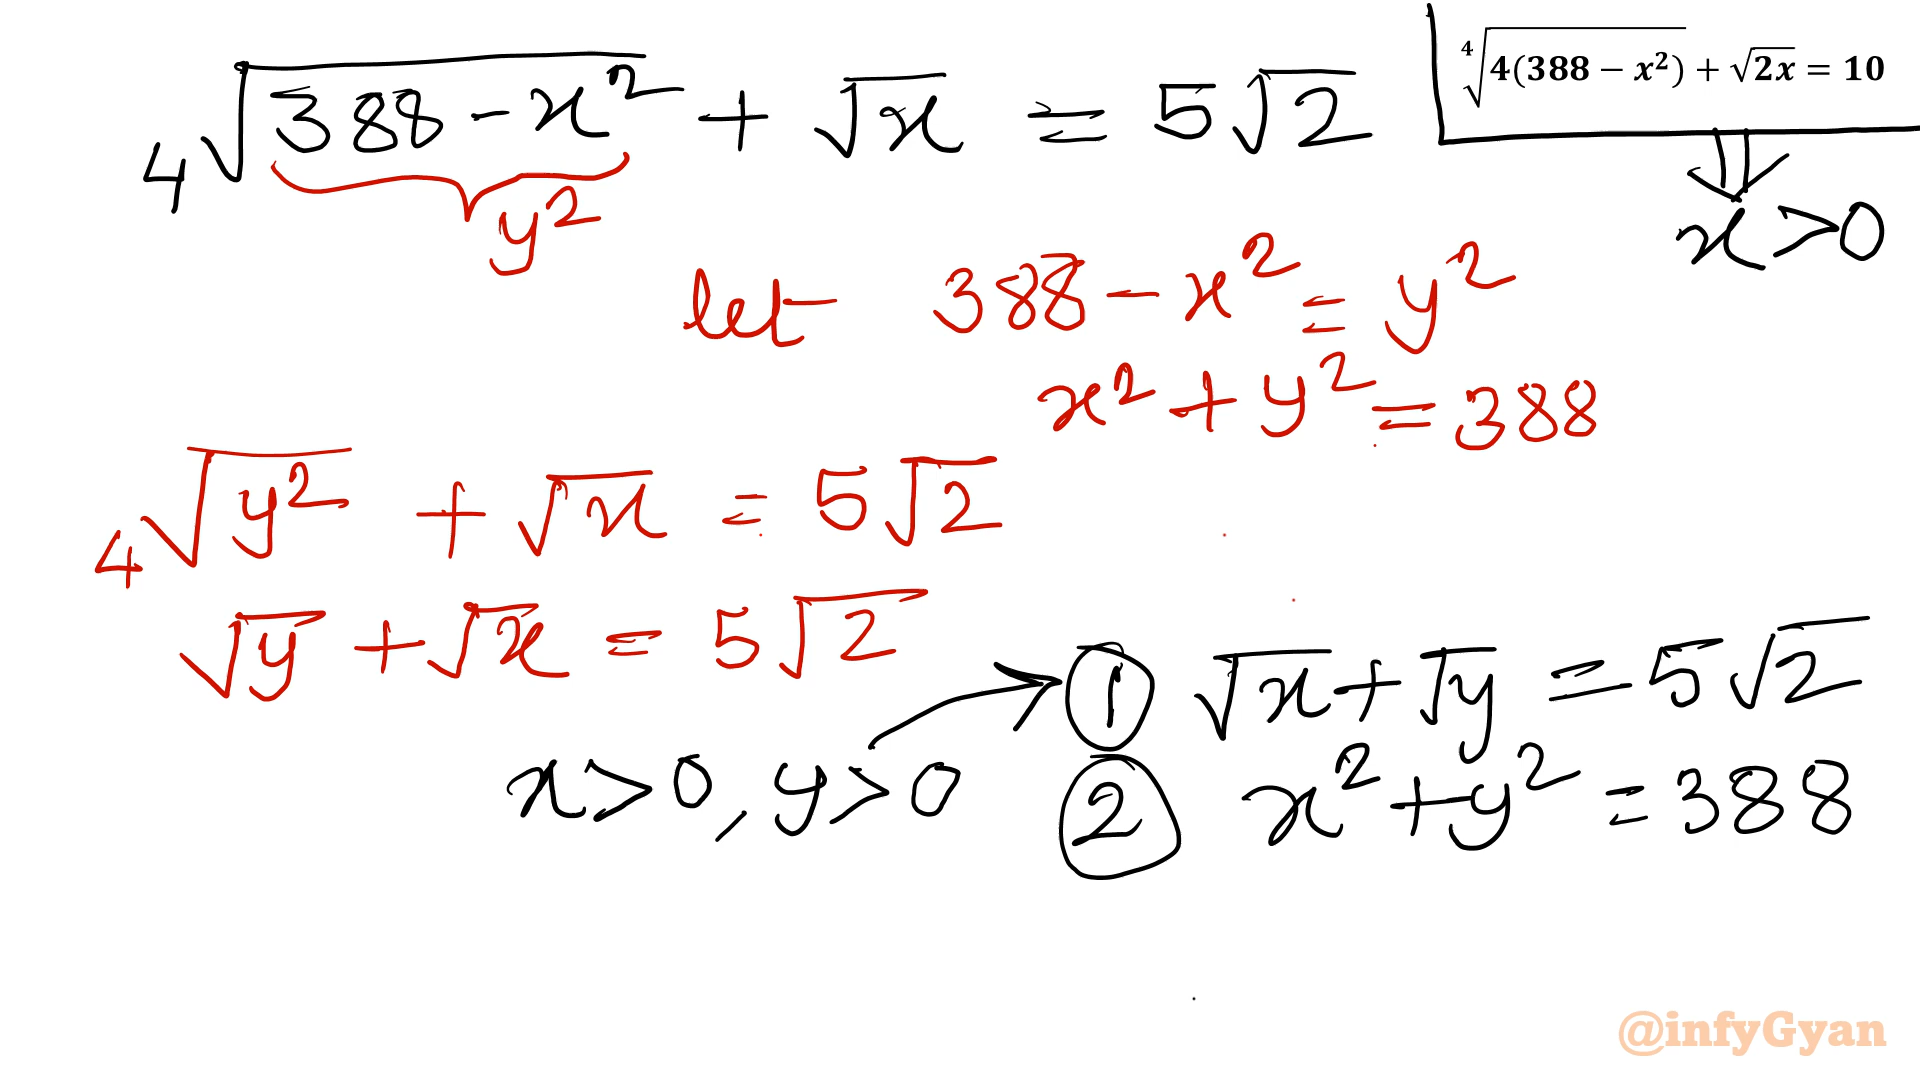 ⁴√(388 − x²) + √x = 5√2
⁴√(4(388 − x²)) + √(2x) = 10
y²
x > 0
let 388 − x² = y²
x² + y² = 388
⁴√(y²) + √x = 5√2
√y + √x = 5√2
x > 0, y > 0
① √x + √y = 5√2
② x² + y² = 388
@infyGyan